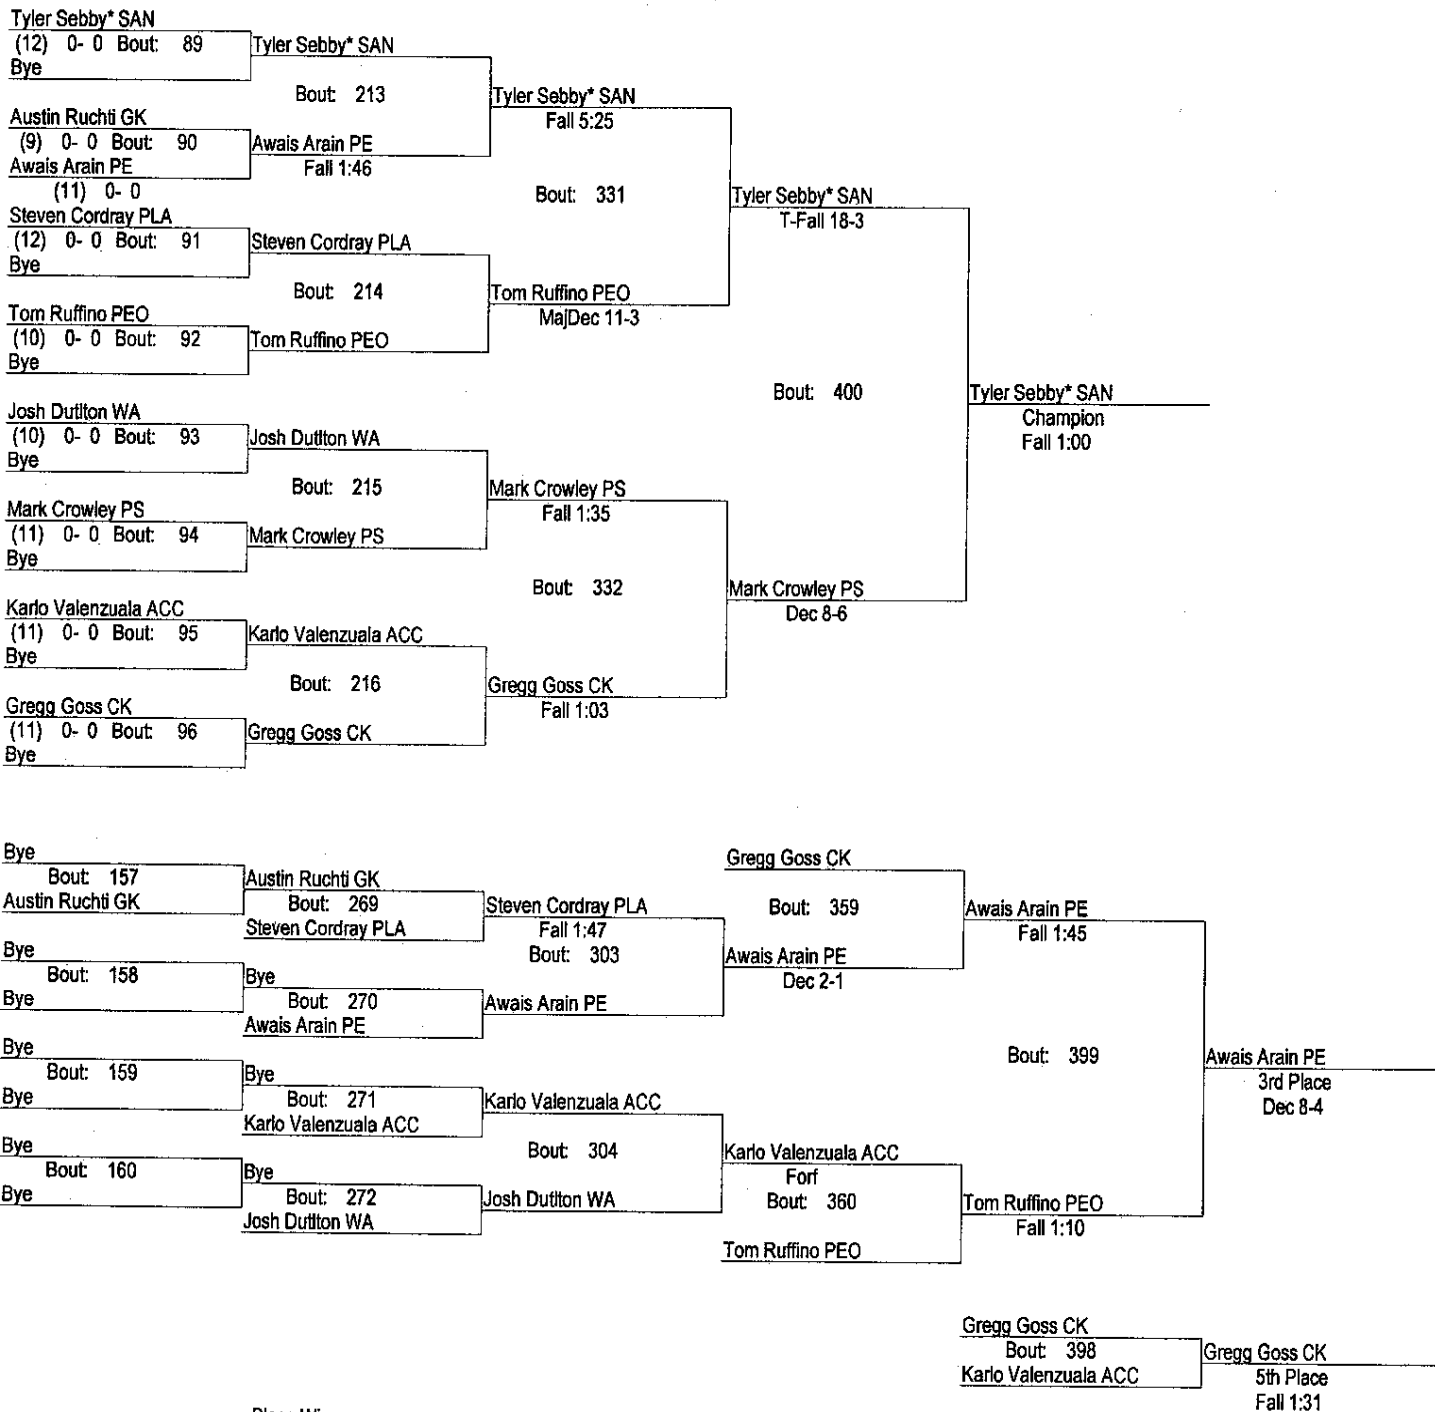 Tyler Sebby* SAN
(12) 0- 0 Bout: 89
Bye
Tyler Sebby* SAN
Bout: 213
Austin Ruchti GK
(9) 0- 0 Bout: 90
Awais Arain PE
(11) 0- 0
Awais Arain PE
Fall 1:46
Tyler Sebby* SAN
Fall 5:25
Bout: 331
Steven Cordray PLA
(12) 0- 0 Bout: 91
Bye
Steven Cordray PLA
Bout: 214
Tom Ruffino PEO
(10) 0- 0 Bout: 92
Bye
Tom Ruffino PEO
Tom Ruffino PEO
MajDec 11-3
Tyler Sebby* SAN
T-Fall 18-3
Bout: 400
Tyler Sebby* SAN
Champion
Fall 1:00
Josh Dutlton WA
(10) 0- 0 Bout: 93
Bye
Josh Dutlton WA
Bout: 215
Mark Crowley PS
(11) 0- 0 Bout: 94
Bye
Mark Crowley PS
Mark Crowley PS
Fall 1:35
Bout: 332
Karlo Valenzuala ACC
(11) 0- 0 Bout: 95
Bye
Karlo Valenzuala ACC
Bout: 216
Gregg Goss CK
(11) 0- 0 Bout: 96
Bye
Gregg Goss CK
Gregg Goss CK
Fall 1:03
Mark Crowley PS
Dec 8-6
Bye
Bout: 157
Austin Ruchti GK
Austin Ruchti GK
Bout: 269
Steven Cordray PLA
Steven Cordray PLA
Fall 1:47
Bout: 303
Bye
Bout: 158
Bye
Bye
Bout: 270
Awais Arain PE
Awais Arain PE
Gregg Goss CK
Bout: 359
Awais Arain PE
Dec 2-1
Awais Arain PE
Fall 1:45
Bout: 399
Awais Arain PE
3rd Place
Dec 8-4
Bye
Bout: 159
Bye
Bye
Bout: 271
Karlo Valenzuala ACC
Karlo Valenzuala ACC
Bout: 304
Bye
Bout: 160
Bye
Bye
Bout: 272
Josh Dutlton WA
Josh Dutlton WA
Karlo Valenzuala ACC
Forf
Bout: 360
Tom Ruffino PEO
Tom Ruffino PEO
Fall 1:10
Gregg Goss CK
Bout: 398
Karlo Valenzuala ACC
Gregg Goss CK
5th Place
Fall 1:31